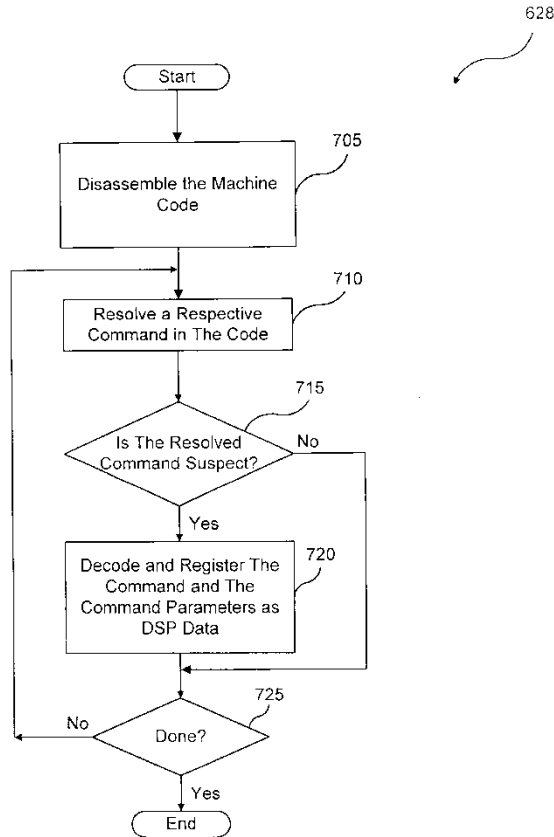 628
Start
705
Disassemble the Machine
Code
710
Resolve a Respective
Command in The Code
715
Is The Resolved
Command Suspect?
No
Yes
720
Decode and Register The
Command and The
Command Parameters as
DSP Data
725
No
Done?
Yes
End